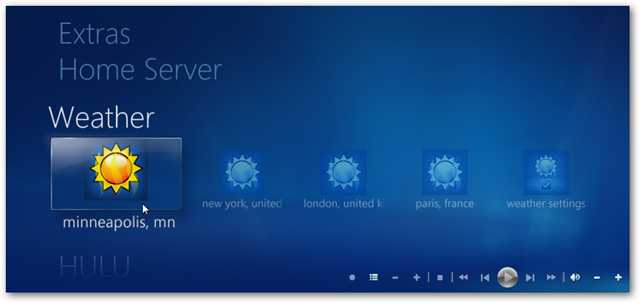 Extras
Home Server
Weather
new york, united
london, united k
paris, france
weather settings
minneapolis, mn
HULU